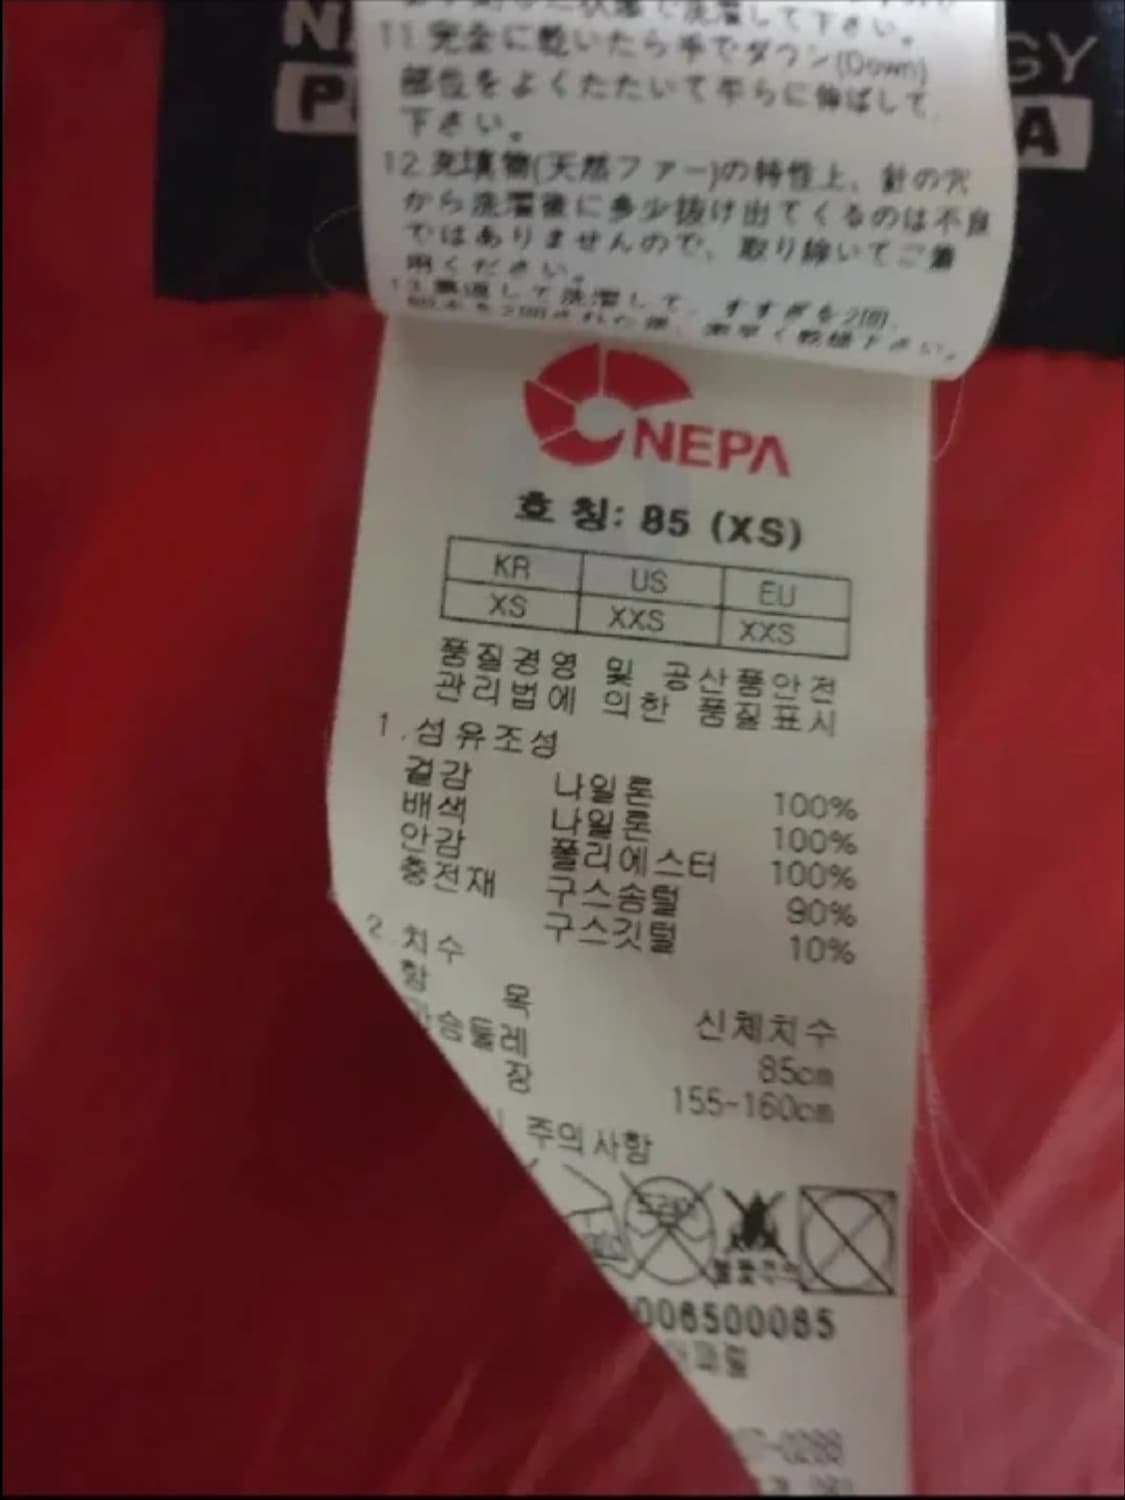 GY
A
11.完全に乾いたら手でダウン(Down)
部位をよくたたいて平らに伸ばして
下さい。
12.充填物(天然ファー)の特性上、針の穴
から洗濯後に多少抜け出てくるのは不良
ではありませんので、取り除いてご着
用ください。
NEPA
호 칭: 85 (XS)
KR US EU
XS XXS XXS
품질경영 및 공산품안전
관리법에 의한 품질표시
1.섬유조성
겉감 나일론 100%
배색 나일론 100%
안감 폴리에스터 100%
충전재 구스솜털 90%
구스깃털 10%
2.치수
항 목 신체치수
가슴둘레 85cm
장 155-160cm
주의사항
드라이
불꽃주의
006500085